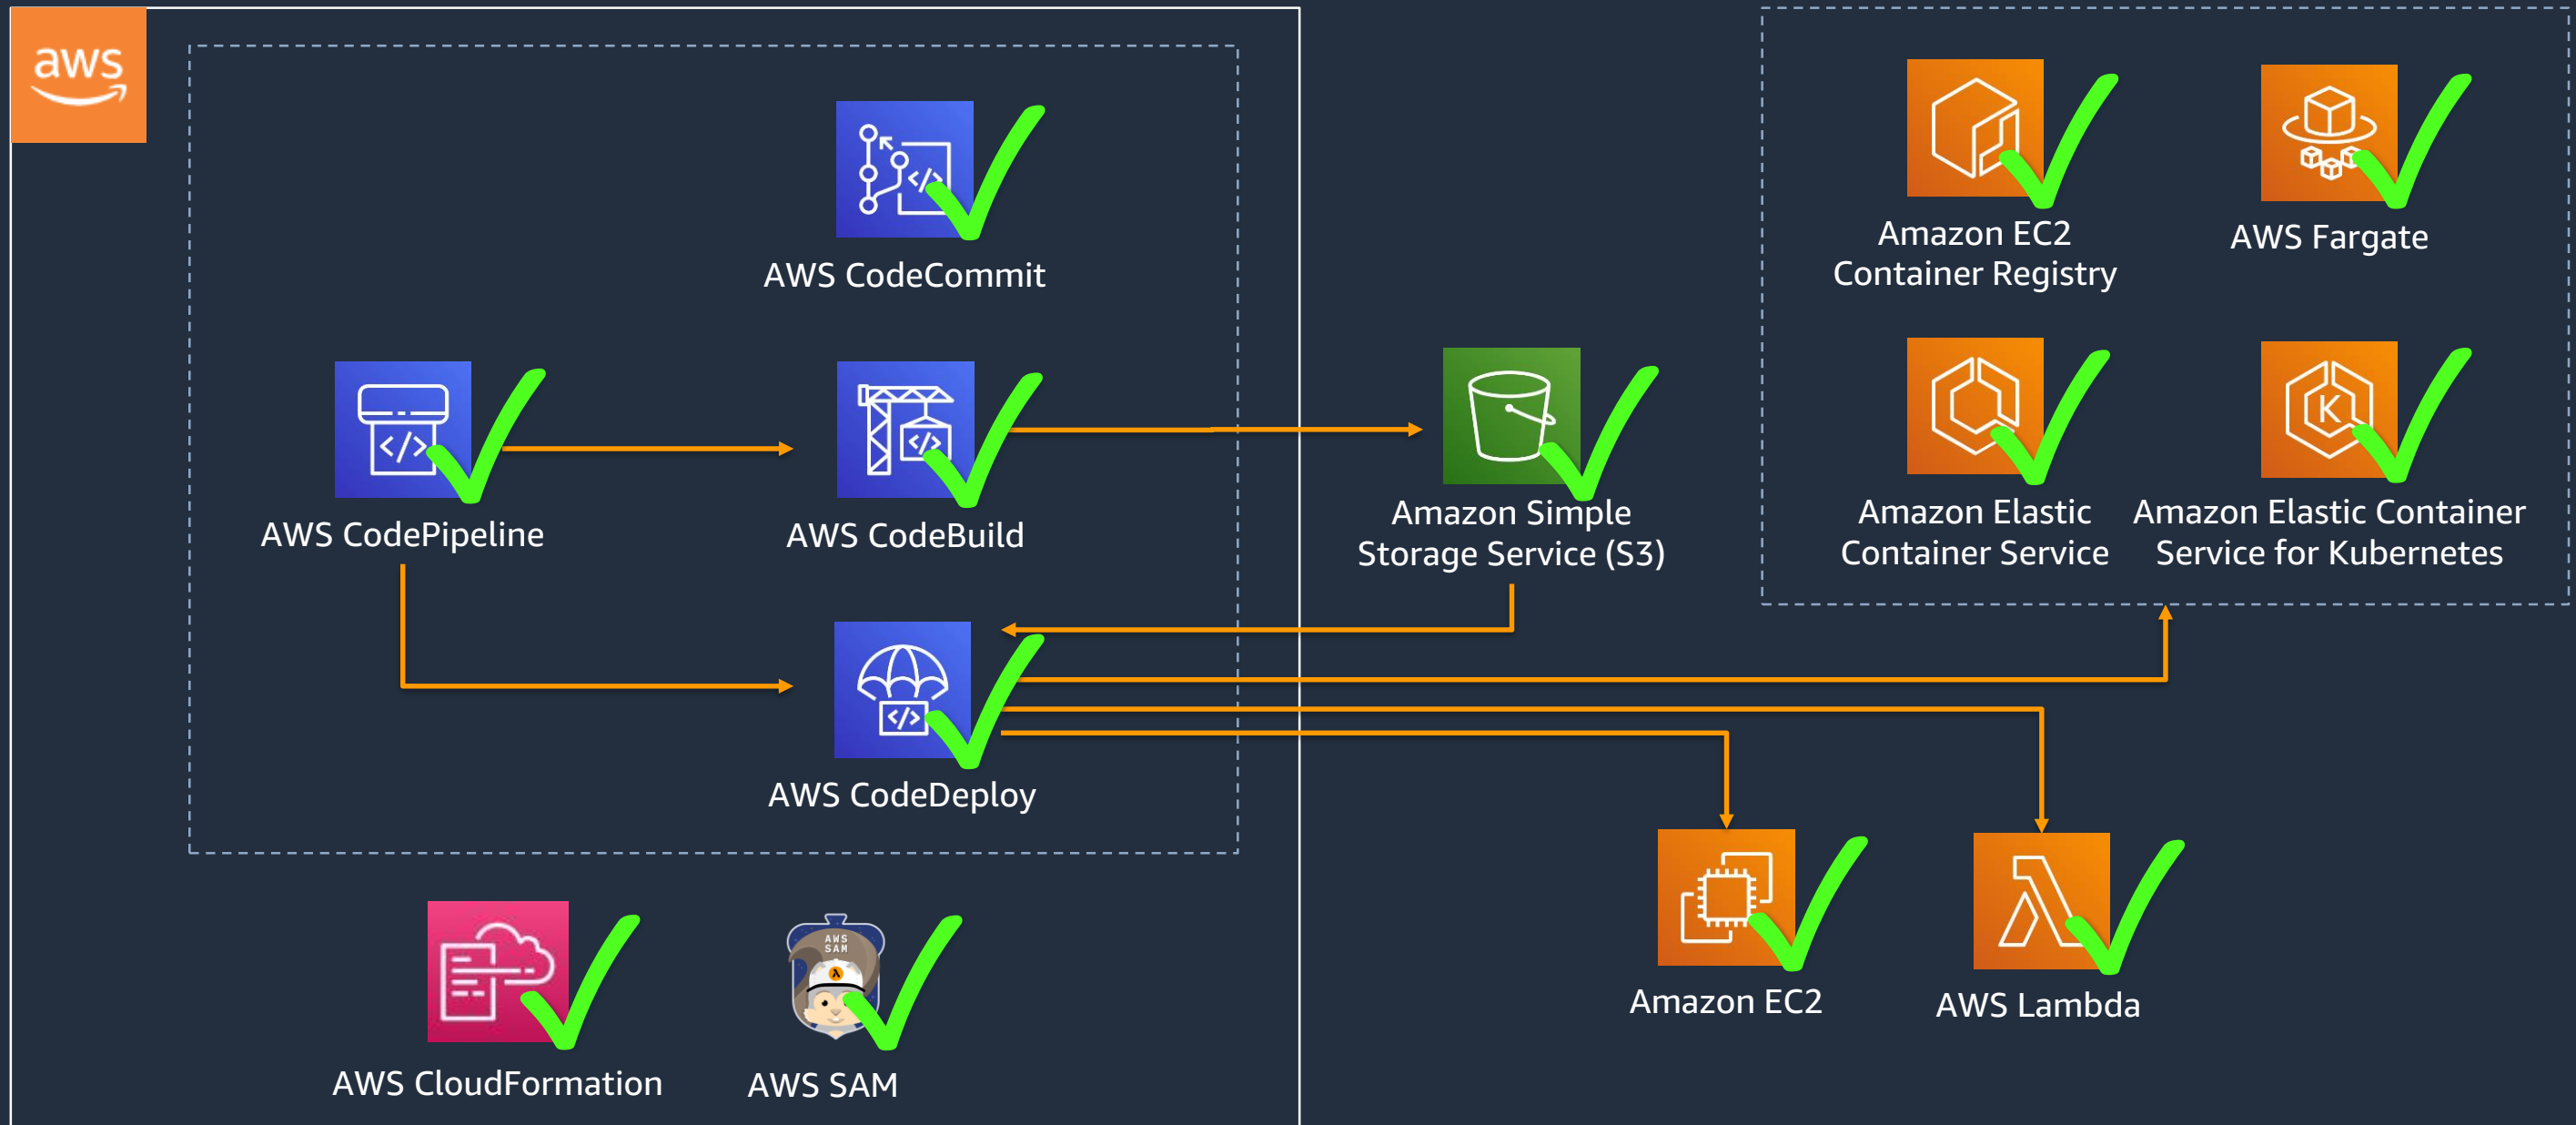 aws
AWS CodeCommit
AWS CodePipeline
</>
AWS CodeBuild
</>
AWS CodeDeploy
</>
AWS CloudFormation
AWS
SAM
AWS SAM
Amazon Simple
Storage Service (S3)
Amazon EC2
Container Registry
AWS Fargate
Amazon Elastic
Container Service
K
Amazon Elastic Container
Service for Kubernetes
Amazon EC2
AWS Lambda